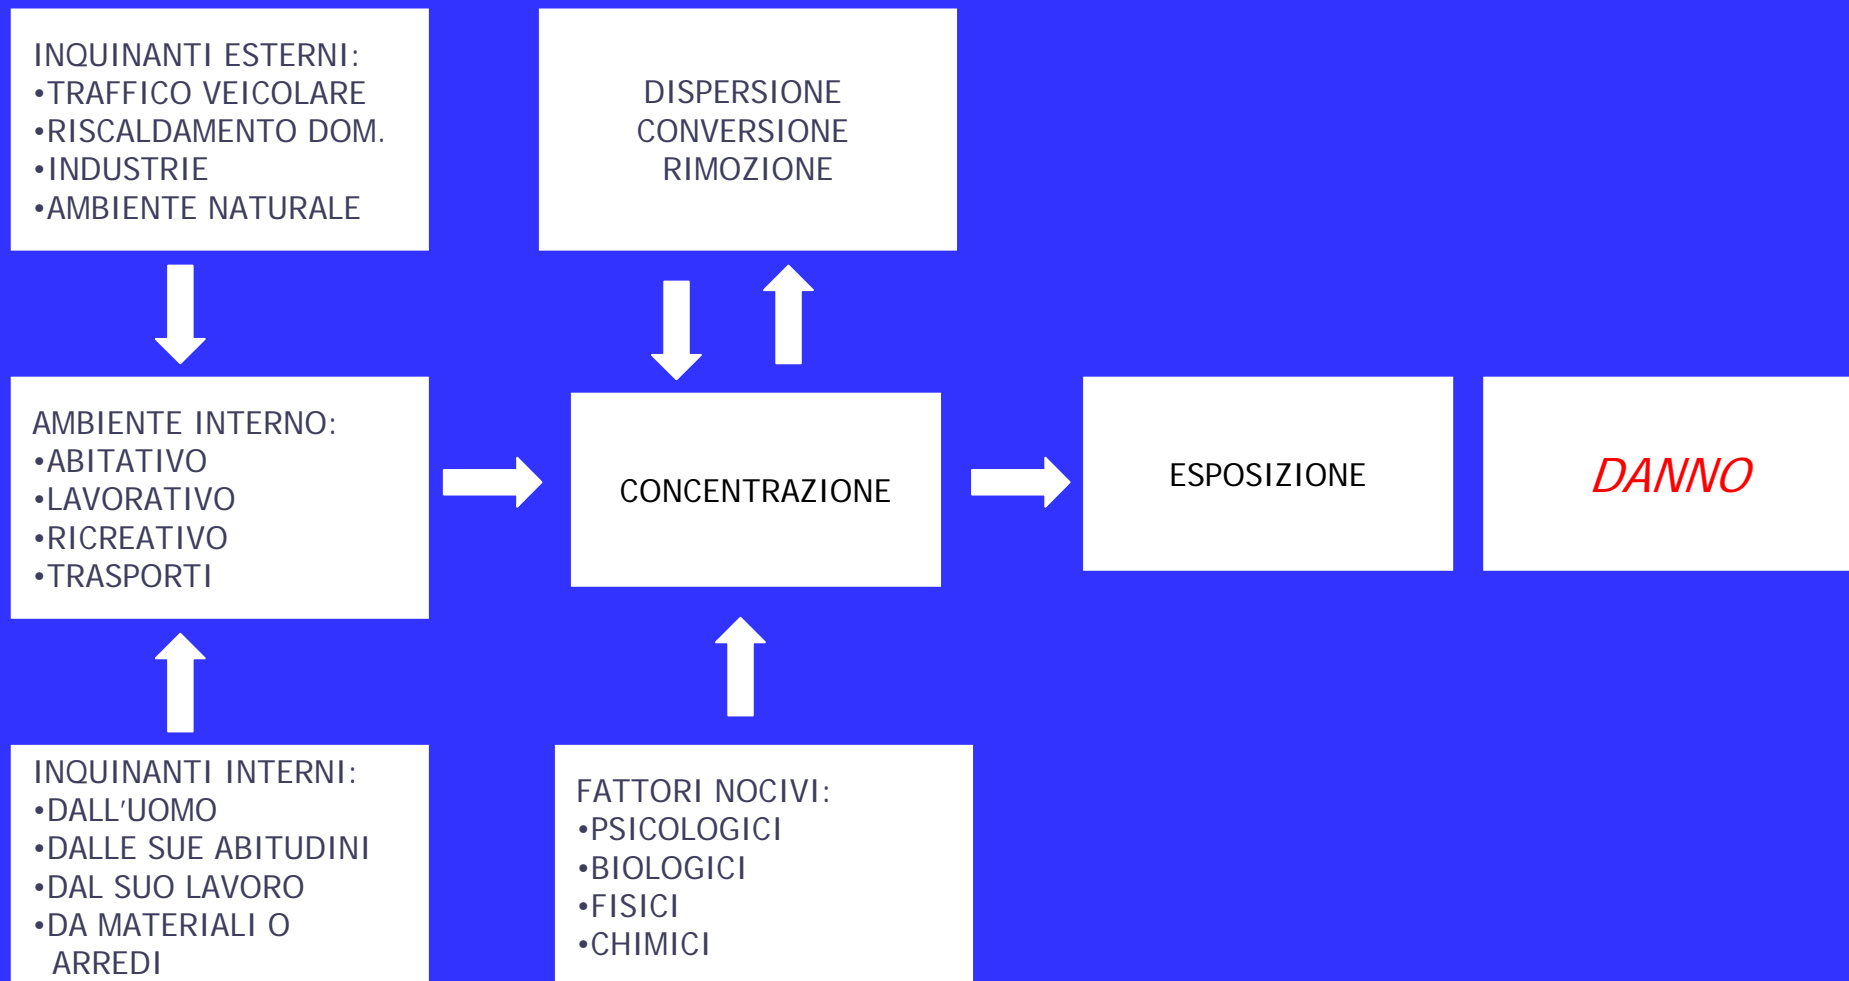 INQUINANTI ESTERNI:
•TRAFFICO VEICOLARE
•RISCALDAMENTO DOM.
•INDUSTRIE
•AMBIENTE NATURALE
DISPERSIONE
CONVERSIONE
RIMOZIONE
AMBIENTE INTERNO:
•ABITATIVO
•LAVORATIVO
•RICREATIVO
•TRASPORTI
CONCENTRAZIONE
ESPOSIZIONE
DANNO
INQUINANTI INTERNI:
•DALL'UOMO
•DALLE SUE ABITUDINI
•DAL SUO LAVORO
•DA MATERIALI O
ARREDI
FATTORI NOCIVI:
•PSICOLOGICI
•BIOLOGICI
•FISICI
•CHIMICI